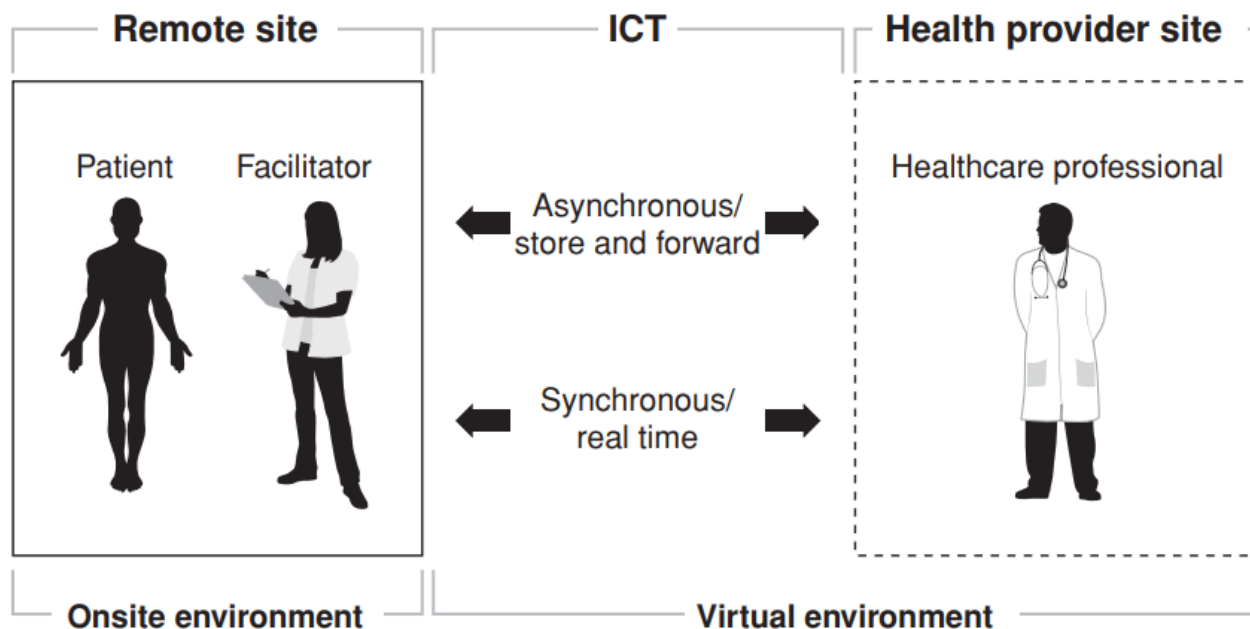 Remote site
ICT
Health provider site
Patient
Facilitator
Healthcare professional
Asynchronous/
store and forward
Synchronous/
real time
Onsite environment
Virtual environment